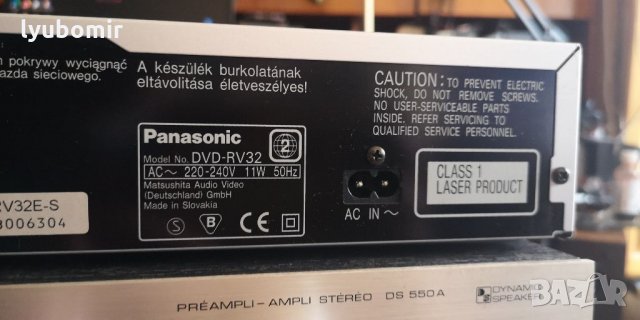 lyubomir
pokrywy wyciągnąć
azda sieciowego.
A készülék burkolatának
eltávolítása életveszélyes!
CAUTION: TO PREVENT ELECTRIC
SHOCK, DO NOT REMOVE SCREWS.
NO USER-SERVICEABLE PARTS
INSIDE. REFER SERVICING TO
QUALIFIED SERVICE PERSONNEL.
Panasonic
2
Model No. DVD-RV32
AC~ 220-240V 11W 50Hz
Matsushita Audio Video
(Deutschland) GmbH
Made in Slovakia
S
B
CE
RV32E-S
006304
AC IN ~
CLASS 1
LASER PRODUCT
PRÉAMPLI-AMPLI STÉRÉO DS 550A
DYNAMIC
SPEAKER
BAZAR